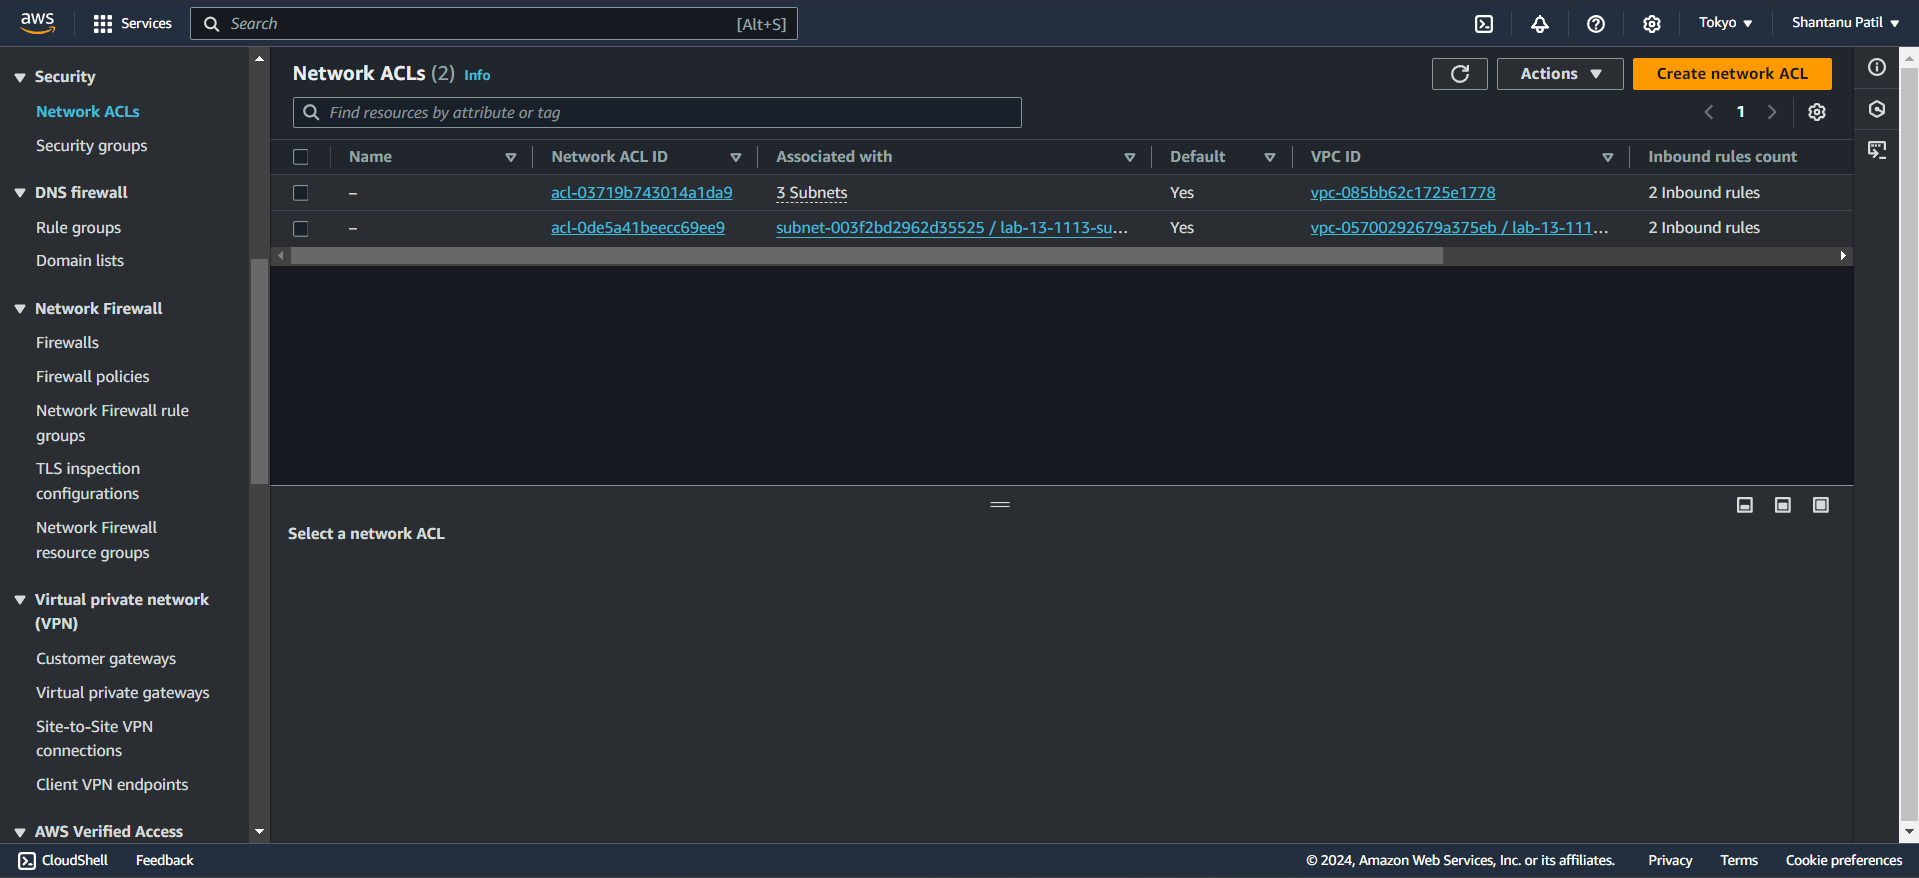 aws
Services
Search
[Alt+S]
Tokyo
Shantanu Patil
Security
Network ACLs
Security groups
DNS firewall
Rule groups
Domain lists
Network Firewall
Firewalls
Firewall policies
Network Firewall rule
groups
TLS inspection
configurations
Network Firewall
resource groups
Virtual private network
(VPN)
Customer gateways
Virtual private gateways
Site-to-Site VPN
connections
Client VPN endpoints
AWS Verified Access
Network ACLs (2) Info
Actions
Create network ACL
Find resources by attribute or tag
1
Name
Network ACL ID
Associated with
Default
VPC ID
Inbound rules count
–
acl-03719b743014a1da9
3 Subnets
Yes
vpc-085bb62c1725e1778
2 Inbound rules
–
acl-0de5a41beecc69ee9
subnet-003f2bd2962d35525 / lab-13-1113-su...
Yes
vpc-05700292679a375eb / lab-13-111...
2 Inbound rules
Select a network ACL
CloudShell
Feedback
© 2024, Amazon Web Services, Inc. or its affiliates.
Privacy
Terms
Cookie preferences